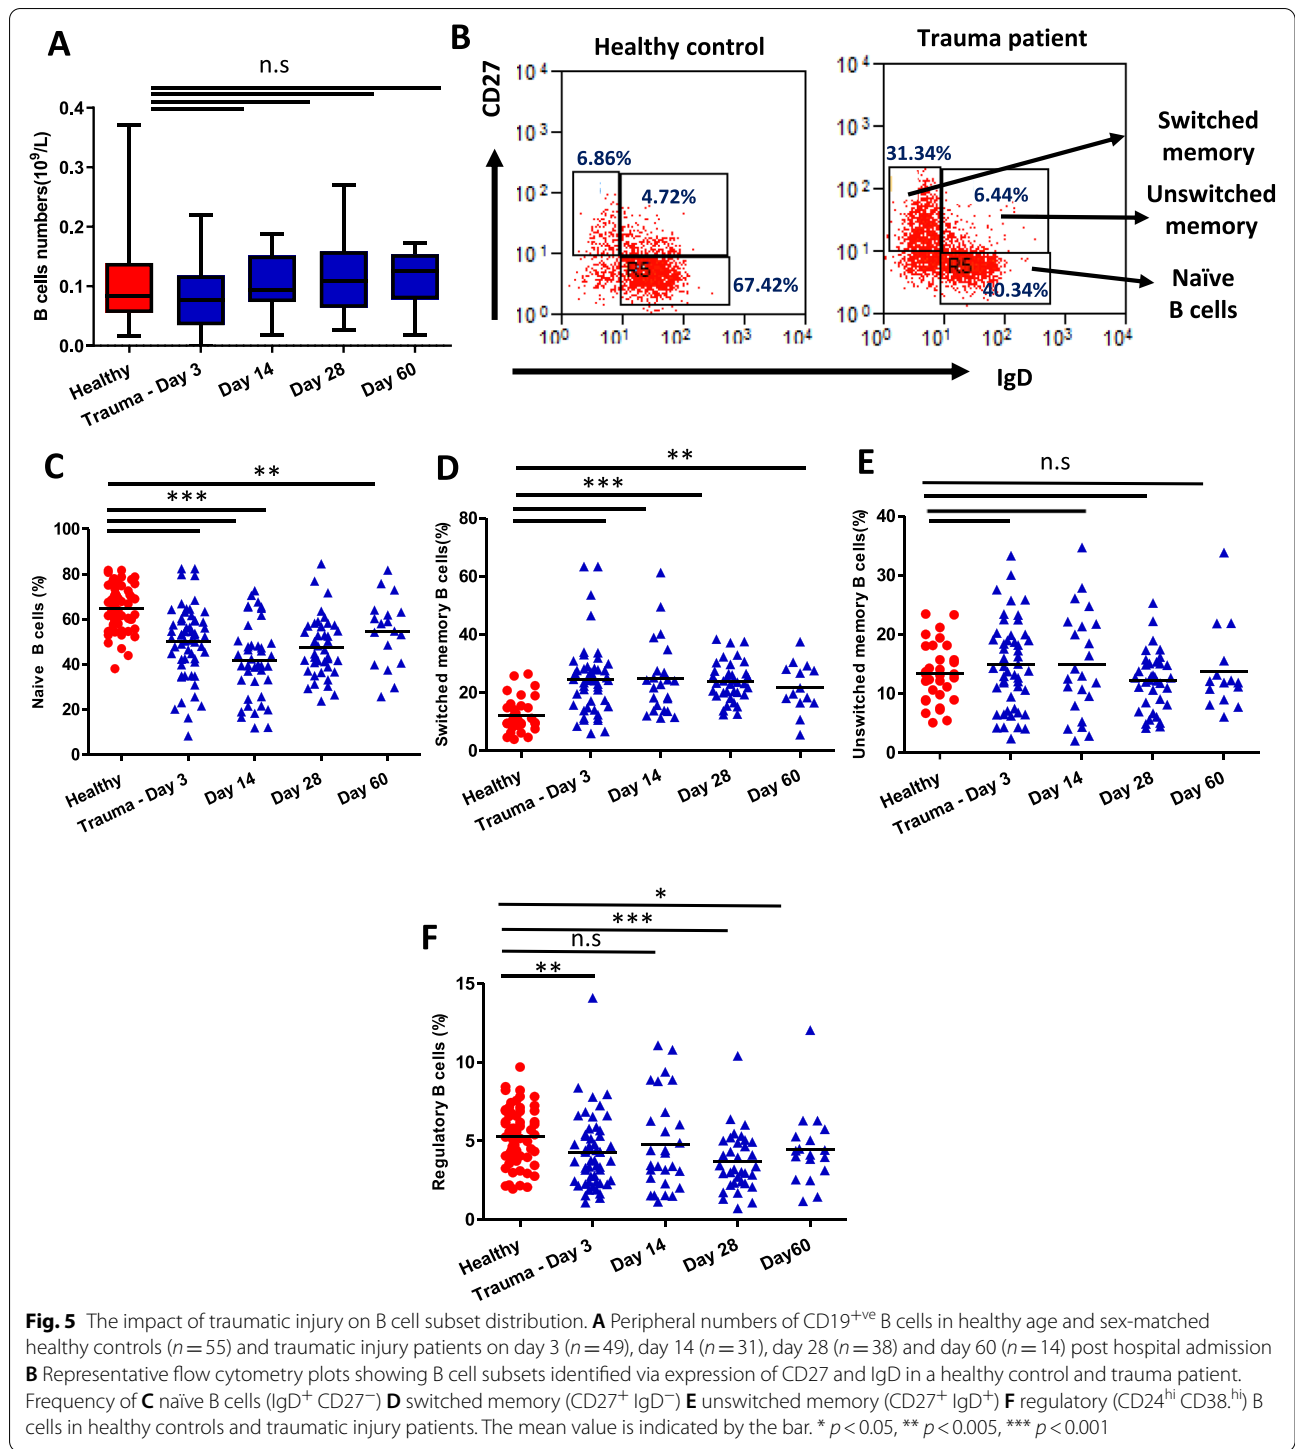 A
n.s
0.4
0.3
0.2
0.1
0.0
B cells numbers(10⁹/L)
Healthy
Trauma - Day 3
Day 14
Day 28
Day 60
B
Healthy control
Trauma patient
CD27
10⁴
10³
10²
10¹
10⁰
6.86%
4.72%
R5
67.42%
10⁰ 10¹ 10² 10³ 10⁴
10⁴
10³
10²
10¹
10⁰
31.34%
6.44%
R5
40.34%
10⁰ 10¹ 10² 10³ 10⁴
Switched
memory
Unswitched
memory
Naïve
B cells
IgD
C
**
***
100
80
60
40
20
0
Naive B cells (%)
Healthy
Trauma - Day 3
Day 14
Day 28
Day 60
D
**
***
80
60
40
20
0
Switched memory B cells(%)
Healthy
Trauma - Day 3
Day 14
Day 28
Day 60
E
n.s
40
30
20
10
0
Unswitched memory B cells(%)
Healthy
Trauma - Day 3
Day 14
Day 28
Day 60
F
*
***
n.s
**
15
10
5
0
Regulatory B cells (%)
Healthy
Trauma - Day 3
Day 14
Day 28
Day60
Fig. 5 The impact of traumatic injury on B cell subset distribution. A Peripheral numbers of CD19⁺ᵛᵉ B cells in healthy age and sex-matched
healthy controls (n = 55) and traumatic injury patients on day 3 (n = 49), day 14 (n = 31), day 28 (n = 38) and day 60 (n = 14) post hospital admission
B Representative flow cytometry plots showing B cell subsets identified via expression of CD27 and IgD in a healthy control and trauma patient.
Frequency of C naïve B cells (IgD⁺ CD27⁻) D switched memory (CD27⁺ IgD⁻) E unswitched memory (CD27⁺ IgD⁺) F regulatory (CD24ʰⁱ CD38.ʰⁱ) B
cells in healthy controls and traumatic injury patients. The mean value is indicated by the bar. * p < 0.05, ** p < 0.005, *** p < 0.001